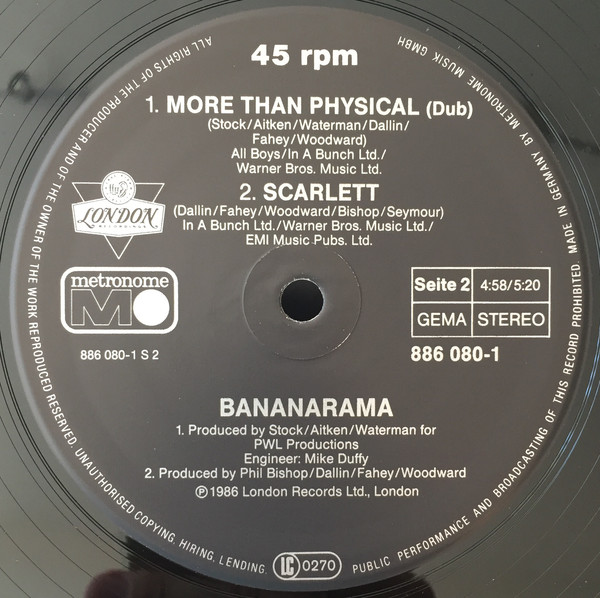 45 rpm
1. MORE THAN PHYSICAL (Dub)
(Stock/Aitken/Waterman/Dallin/
Fahey/Woodward)
All Boys/In A Bunch Ltd./
Warner Bros. Music Ltd.
2. SCARLETT
(Dallin/Fahey/Woodward/Bishop/Seymour)
In A Bunch Ltd./Warner Bros. Music Ltd./
EMI Music Pubs. Ltd.
LONDON
RECORDINGS
metronome
M
886 080-1 S 2
Seite 2 4:58/5:20
GEMA STEREO
886 080-1
BANANARAMA
1. Produced by Stock/Aitken/Waterman for
PWL Productions
Engineer: Mike Duffy
2. Produced by Phil Bishop/Dallin/Fahey/Woodward
℗1986 London Records Ltd., London
LC 0270
ALL RIGHTS OF THE PRODUCER AND OF THE OWNER OF THE WORK REPRODUCED RESERVED. UNAUTHORISED COPYING, HIRING, LENDING, PUBLIC PERFORMANCE AND BROADCASTING OF THIS RECORD PROHIBITED. MADE IN GERMANY BY METRONOME MUSIK GMBH